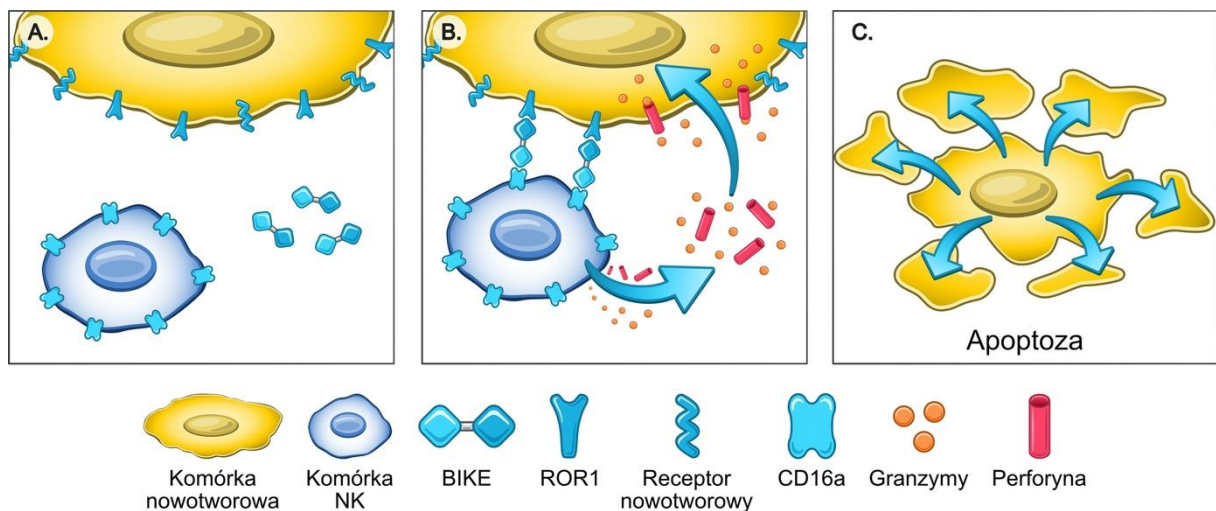 A.
B.
C.
Apoptoza
Komórka
nowotworowa
Komórka
NK
BIKE
ROR1
Receptor
nowotworowy
CD16a
Granzymy
Perforyna